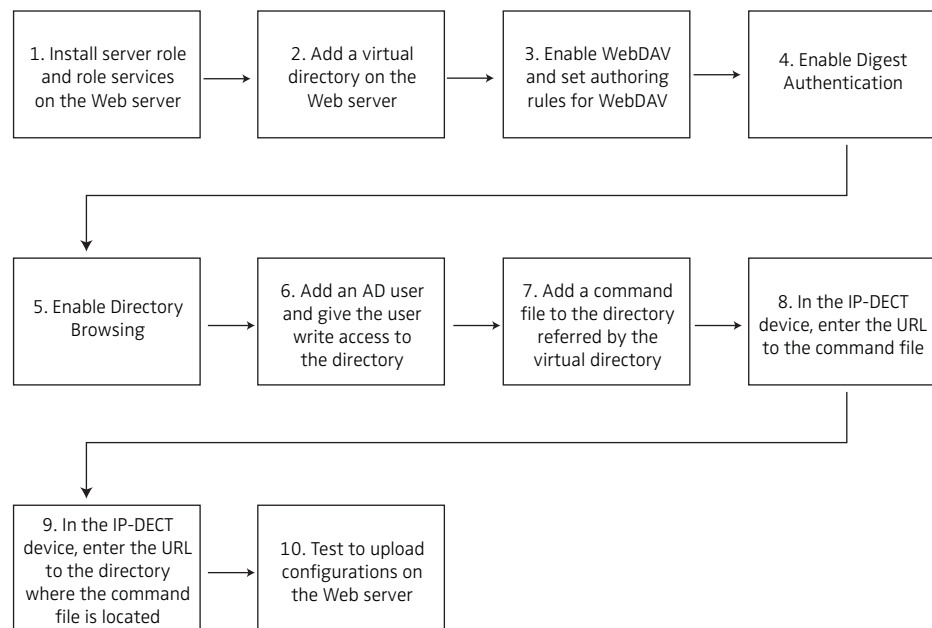 1. Install server role
and role services
on the Web server
2. Add a virtual
directory on the
Web server
3. Enable WebDAV
and set authoring
rules for WebDAV
4. Enable Digest
Authentication
5. Enable Directory
Browsing
6. Add an AD user
and give the user
write access to
the directory
7. Add a command
file to the directory
referred by the
virtual directory
8. In the IP-DECT
device, enter the URL
to the command file
9. In the IP-DECT
device, enter the URL
to the directory
where the command
file is located
10. Test to upload
configurations on
the Web server